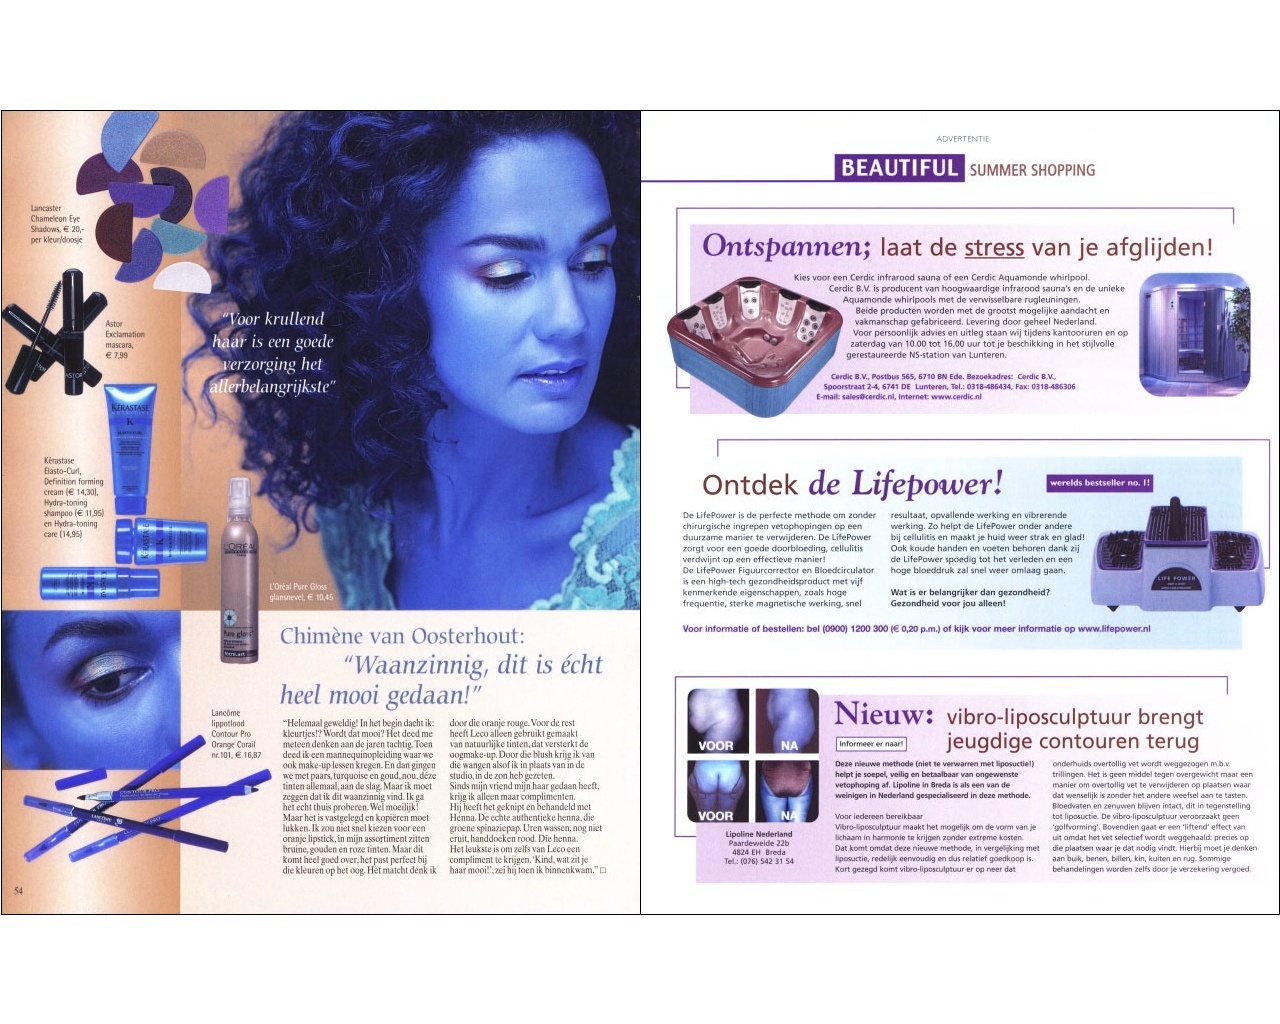 Lancaster
Chameleon Eye
Shadows, € 20,-
per kleur/doosje
Astor
Exclamation
mascara,
€ 7,99
"Voor krullend
haar is een goede
verzorging het
allerbelangrijkste"
KÉRASTASE
Kérastase
Elasto-Curl,
Definition forming
cream (€ 14,30),
Hydra-toning
shampoo (€ 11,95)
en Hydra-toning
care (14,95)
L'ORÉAL
Pure gloss
L'Oréal Pure Gloss
glansnevel, € 10,45
Chimène van Oosterhout:
"Waanzinnig, dit is écht
heel mooi gedaan!"
Lancôme
lippotlood
Contour Pro
Orange Corail
nr.101, € 16,87
"Helemaal geweldig! In het begin dacht ik:
kleurtjes!? Wordt dat mooi? Het deed me
meteen denken aan de jaren tachtig. Toen
deed ik een mannequinopleiding waar we
ook make-up lessen kregen. En dan gingen
we met paars, turquoise en goud, nou, déze
tinten allemaal, aan de slag. Maar ik moet
zeggen dat ik dit waanzinnig vind. Ik ga
het echt thuis proberen. Wel moeilijk!
Maar het is vastgelegd en kopiëren moet
lukken. Ik zou niet snel kiezen voor een
oranje lipstick, in mijn assortiment zitten
bruine, gouden en roze tinten. Maar dit
komt heel goed over, het past perfect bij
die kleuren op het oog. Het matcht denk ik
door die oranje rouge. Voor de rest
heeft Leco alleen gebruikt gemaakt
van natuurlijke tinten, dat versterkt de
oogmake-up. Door die blush krijg ik van
die wangen alsof ik in plaats van in de
studio, in de zon heb gezeten.
Sinds mijn vriend mijn haar gedaan heeft,
krijg ik alleen maar complimenten.
Hij heeft het geknipt en behandeld met
Henna. De echte authentieke henna, die
groene spinaziepap. Uren wassen, nog niet
eruit, handdoeken rood. Díe henna.
Het leukste is om zelfs van Leco een
compliment te krijgen. 'Kind, wat zit je
haar mooi!', zei hij toen ik binnenkwam."
54
ADVERTENTIE
BEAUTIFUL SUMMER SHOPPING
Ontspannen; laat de stress van je afglijden!
Kies voor een Cerdic infrarood sauna of een Cerdic Aquamonde whirlpool.
Cerdic B.V. is producent van hoogwaardige infrarood sauna's en de unieke
Aquamonde whirlpools met de verwisselbare rugleuningen.
Beide producten worden met de grootst mogelijke aandacht en
vakmanschap gefabriceerd. Levering door geheel Nederland.
Voor persoonlijk advies en uitleg staan wij tijdens kantooruren en op
zaterdag van 10.00 tot 16.00 uur tot je beschikking in het stijlvolle
gerestaureerde NS-station van Lunteren.
Cerdic B.V., Postbus 565, 6710 BN Ede. Bezoekadres: Cerdic B.V.,
Spoorstraat 2-4, 6741 DE Lunteren, Tel.: 0318-486434, Fax: 0318-486306
E-mail: sales@cerdic.nl, Internet: www.cerdic.nl
Ontdek de Lifepower!
werelds bestseller no. 1!
De LifePower is de perfecte methode om zonder
chirurgische ingrepen vetophopingen op een
duurzame manier te verwijderen. De LifePower
zorgt voor een goede doorbloeding, cellulitis
verdwijnt op een effectieve manier!
De LifePower Figuurcorrector en Bloedcirculator
is een high-tech gezondheidsproduct met vijf
kenmerkende eigenschappen, zoals hoge
frequentie, sterke magnetische werking, snel
resultaat, opvallende werking en vibrerende
werking. Zo helpt de LifePower onder andere
bij cellulitis en maakt je huid weer strak en glad!
Ook koude handen en voeten behoren dank zij
de LifePower spoedig tot het verleden en een
hoge bloeddruk zal snel weer omlaag gaan.
Wat is er belangrijker dan gezondheid?
Gezondheid voor jou alleen!
LIFE POWER
Voor informatie of bestellen: bel (0900) 1200 300 (€ 0,20 p.m.) of kijk voor meer informatie op www.lifepower.nl
VOOR NA
VOOR NA
Lipoline Nederland
Paardeweide 22b
4824 EH Breda
Tel.: (076) 542 31 54
Nieuw: vibro-liposculptuur brengt
jeugdige contouren terug
Informeer er naar!
Deze nieuwe methode (niet te verwarren met liposuctie!)
helpt je soepel, veilig en betaalbaar van ongewenste
vetophoping af. Lipoline in Breda is als een van de
weinigen in Nederland gespecialiseerd in deze methode.
Voor iedereen bereikbaar
Vibro-liposculptuur maakt het mogelijk om de vorm van je
lichaam in harmonie te krijgen zonder extreme kosten.
Dat komt omdat deze nieuwe methode, in vergelijking met
liposuctie, redelijk eenvoudig en dus relatief goedkoop is.
Kort gezegd komt vibro-liposculptuur er op neer dat
onderhuids overtollig vet wordt weggezogen m.b.v.
trillingen. Het is geen middel tegen overgewicht maar een
manier om overtollig vet te verwijderen op plaatsen waar
dat wenselijk is zonder het andere weefsel aan te tasten.
Bloedvaten en zenuwen blijven intact, dit in tegenstelling
tot liposuctie. De vibro-liposculptuur veroorzaakt geen
'golfvorming'. Bovendien gaat er een 'liftend' effect van
uit omdat het vet selectief wordt weggehaald: precies op
die plaatsen waar je dat nodig vindt. Hierbij moet je denken
aan buik, benen, billen, kin, kuiten en rug. Sommige
behandelingen worden zelfs door je verzekering vergoed.